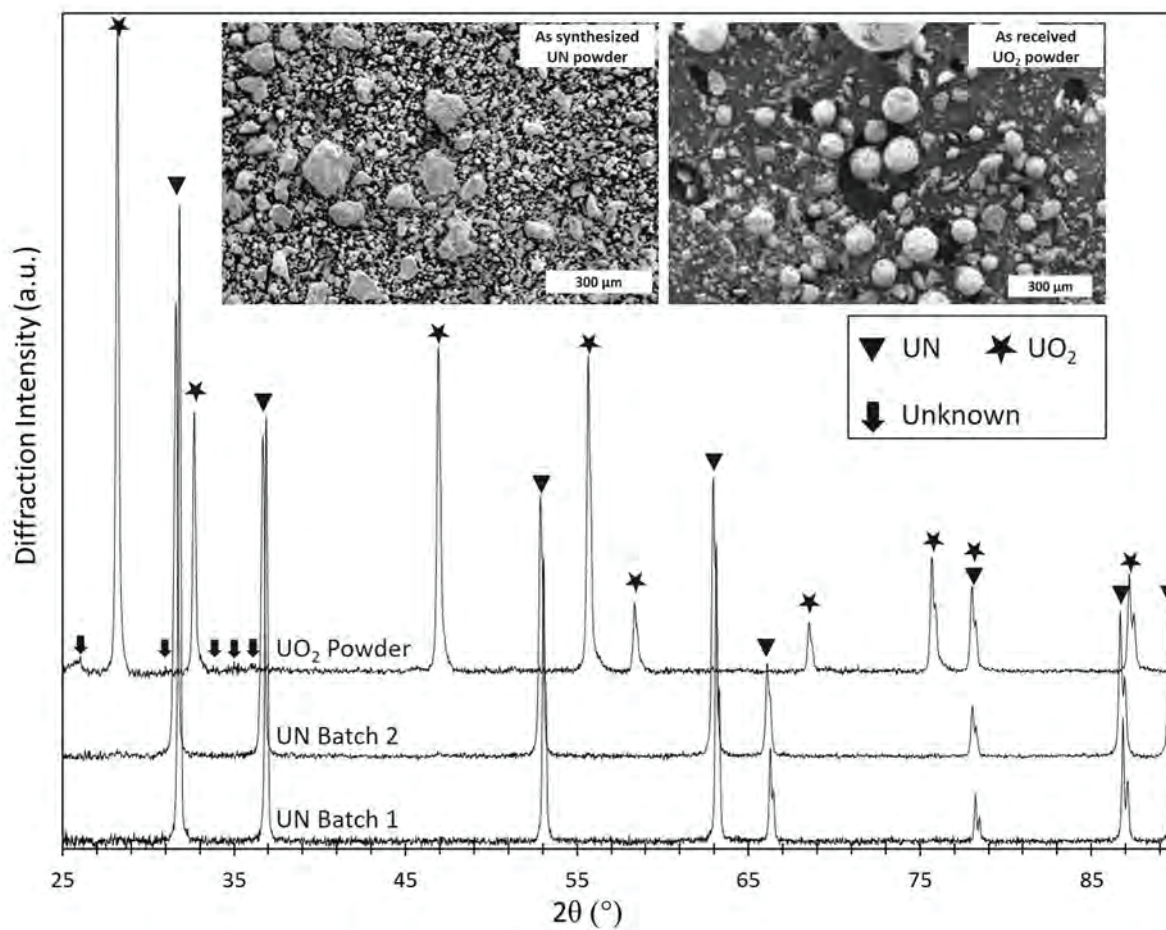 As synthesized
UN powder
300 µm
As received
UO₂ powder
300 µm
UN
UO₂
Unknown
Diffraction Intensity (a.u.)
UO₂ Powder
UN Batch 2
UN Batch 1
25 35 45 55 65 75 85
2θ (°)